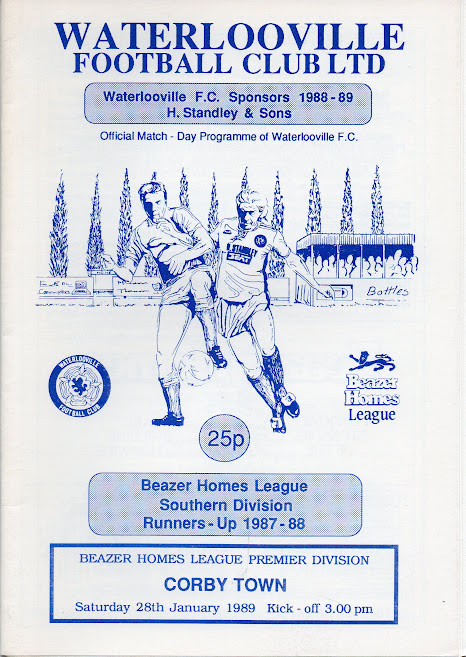 WATERLOOVILLE
FOOTBALL CLUB LTD
Waterlooville F.C. Sponsors 1988-89
H. Standley & Sons
Official Match - Day Programme of Waterlooville F.C.
H. STANDLEY
Bottles
WATERLOOVILLE
FOOTBALL CLUB
Beazer
Homes
League
25p
Beazer Homes League
Southern Division
Runners-Up 1987-88
BEAZER HOMES LEAGUE PREMIER DIVISION
CORBY TOWN
Saturday 28th January 1989 Kick - off 3.00 pm